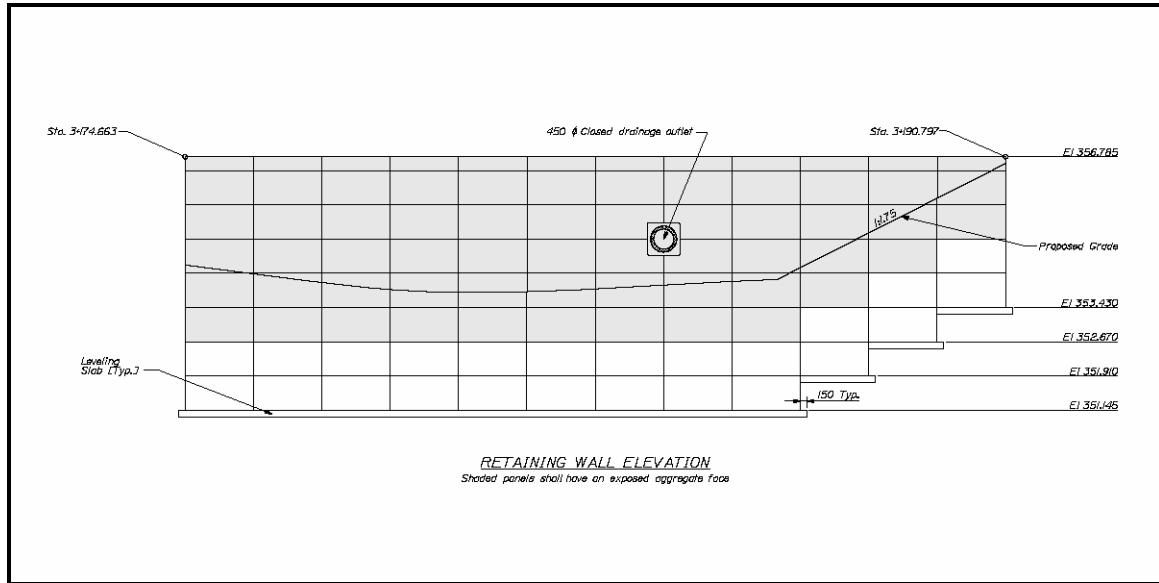 Sta. 3+174.663
450 ϕ Closed drainage outlet
Sta. 3+190.797
El 356.785
1:1.75
Proposed Grade
El 353.430
El 352.670
Leveling
Slab (Typ.)
El 351.910
150 Typ.
El 351.145
RETAINING WALL ELEVATION
Shaded panels shall have an exposed aggregate face